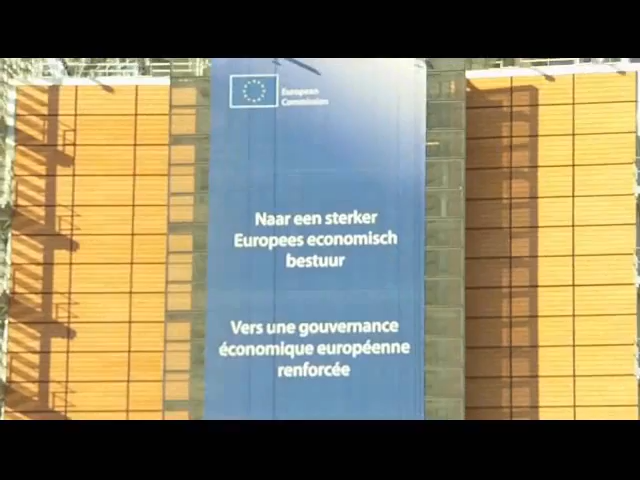 European
Commission
Naar een sterker
Europees economisch
bestuur
Vers une gouvernance
économique européenne
renforcée